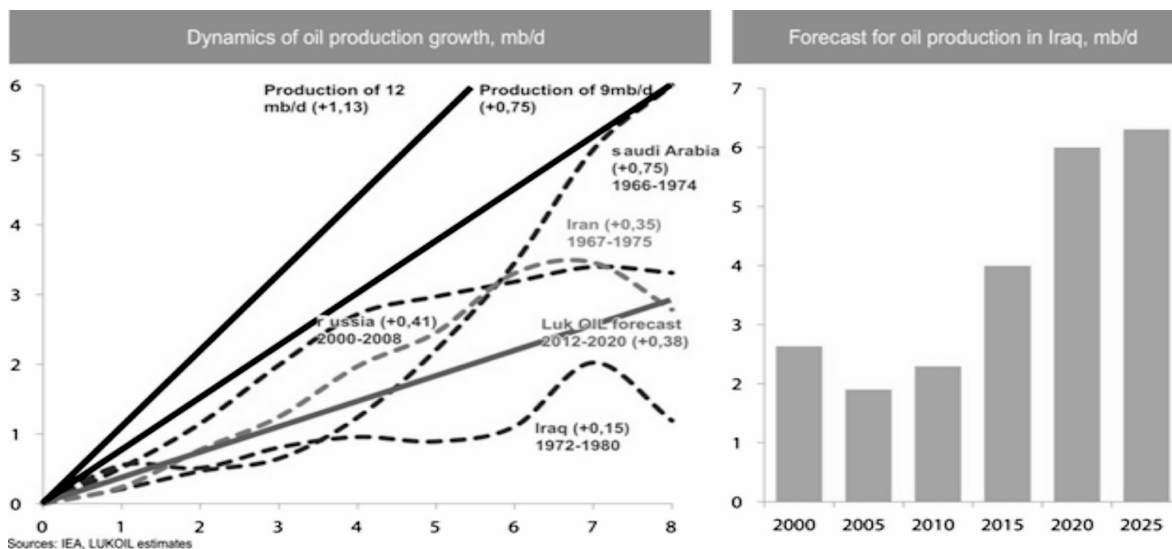 Dynamics of oil production growth, mb/d
Forecast for oil production in Iraq, mb/d
6
5
4
3
2
1
0
Production of 12
mb/d (+1,13)
Production of 9mb/d
(+0,75)
saudi Arabia
(+0,75)
1966-1974
Iran (+0,35)
1967-1975
r ussia (+0,41)
2000-2008
Luk OIL forecast
2012-2020 (+0,38)
Iraq (+0,15)
1972-1980
0 1 2 3 4 5 6 7 8
Sources: IEA, LUKOIL estimates
7
6
5
4
3
2
1
0
2000 2005 2010 2015 2020 2025